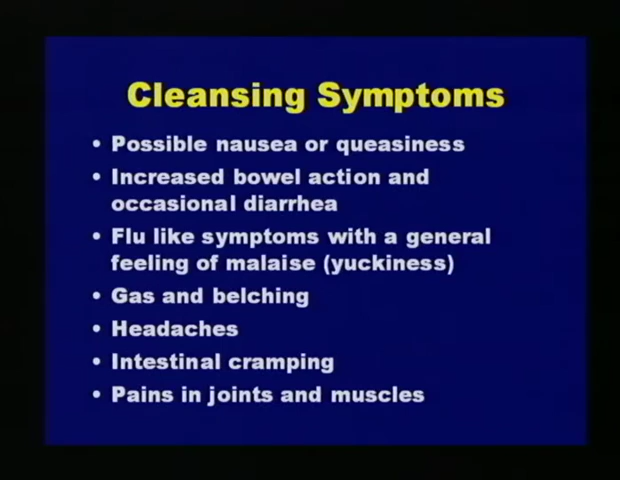 Cleansing Symptoms
• Possible nausea or queasiness
• Increased bowel action and
occasional diarrhea
• Flu like symptoms with a general
feeling of malaise (yuckiness)
• Gas and belching
• Headaches
• Intestinal cramping
• Pains in joints and muscles